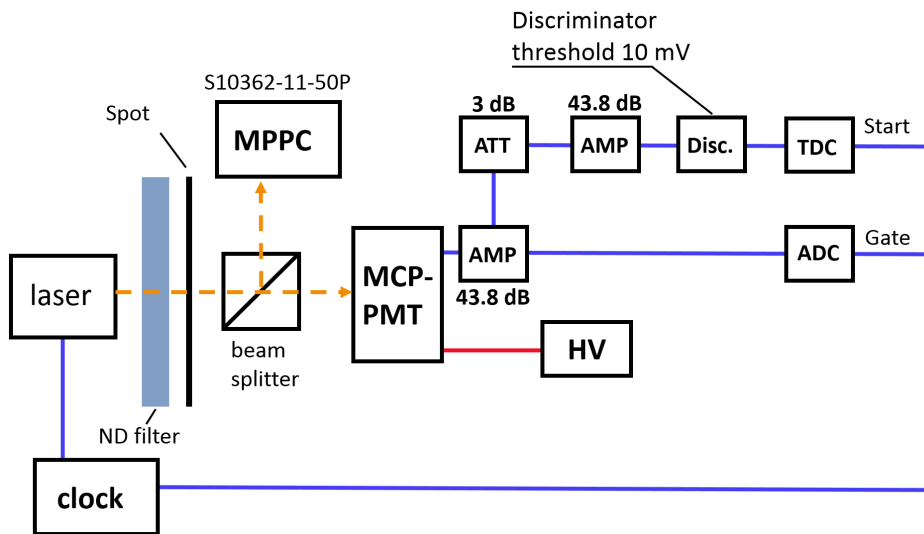 Discriminator
threshold 10 mV
S10362-11-50P
Spot
MPPC
3 dB
43.8 dB
ATT
AMP
Disc.
TDC
Start
laser
MCP-
PMT
AMP
43.8 dB
ADC
Gate
beam
splitter
HV
ND filter
clock